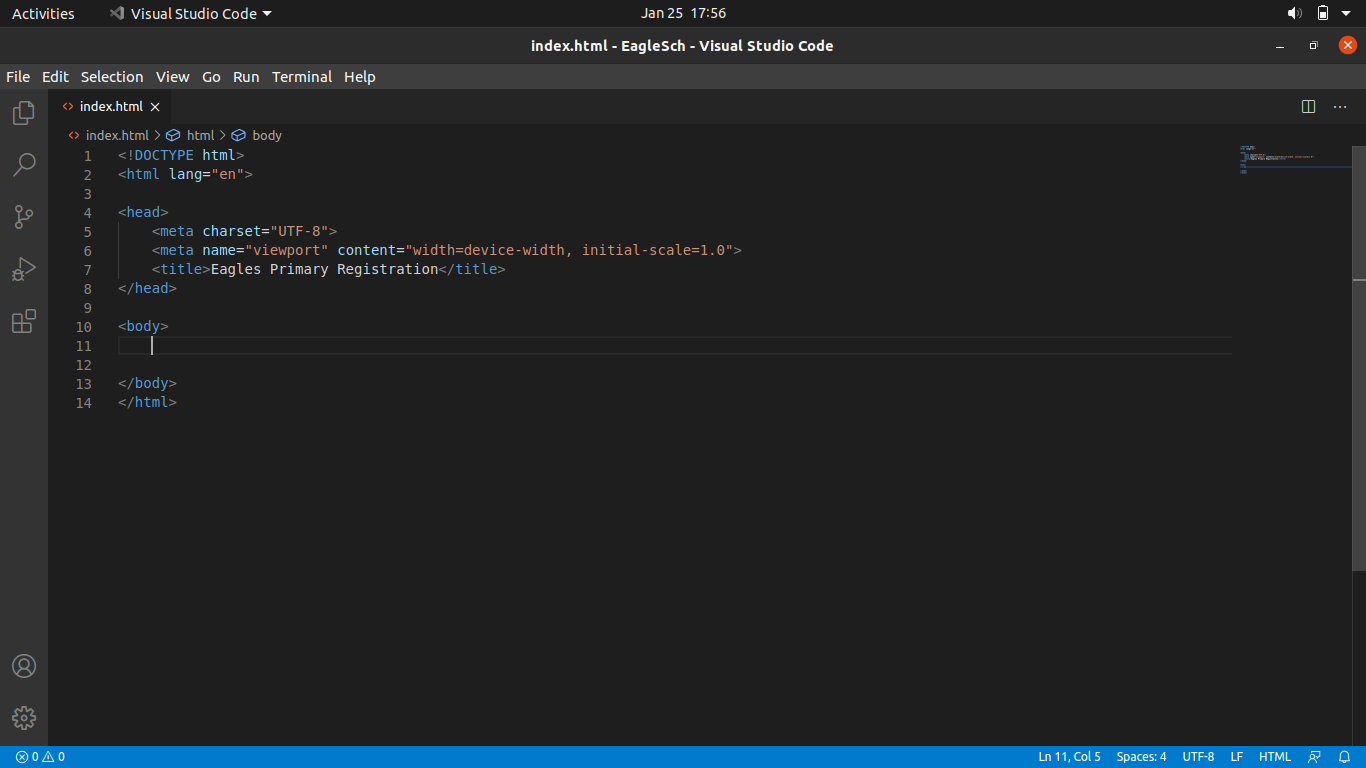 Activities Visual Studio Code Jan 25 17:56
index.html - EagleSch - Visual Studio Code
File Edit Selection View Go Run Terminal Help
index.html
index.html html body
1 <!DOCTYPE html>
2 <html lang="en">
3
4 <head>
5 <meta charset="UTF-8">
6 <meta name="viewport" content="width=device-width, initial-scale=1.0">
7 <title>Eagles Primary Registration</title>
8 </head>
9
10 <body>
11
12
13 </body>
14 </html>
0 0 Ln 11, Col 5 Spaces: 4 UTF-8 LF HTML